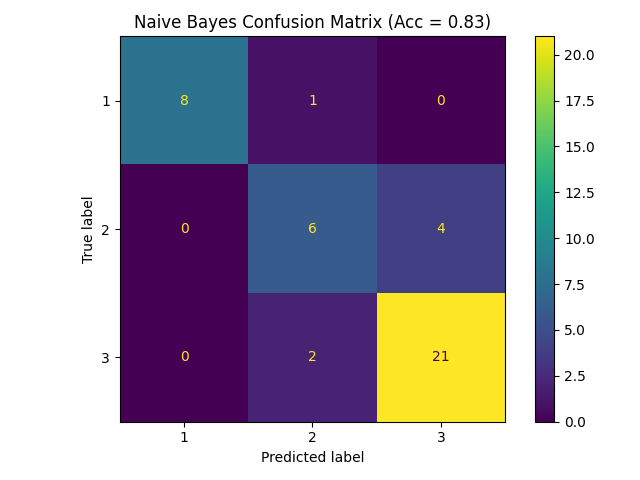 Naive Bayes Confusion Matrix (Acc = 0.83)
1 8 1 0
2 0 6 4
3 0 2 21
True label
1 2 3
Predicted label
20.0
17.5
15.0
12.5
10.0
7.5
5.0
2.5
0.0